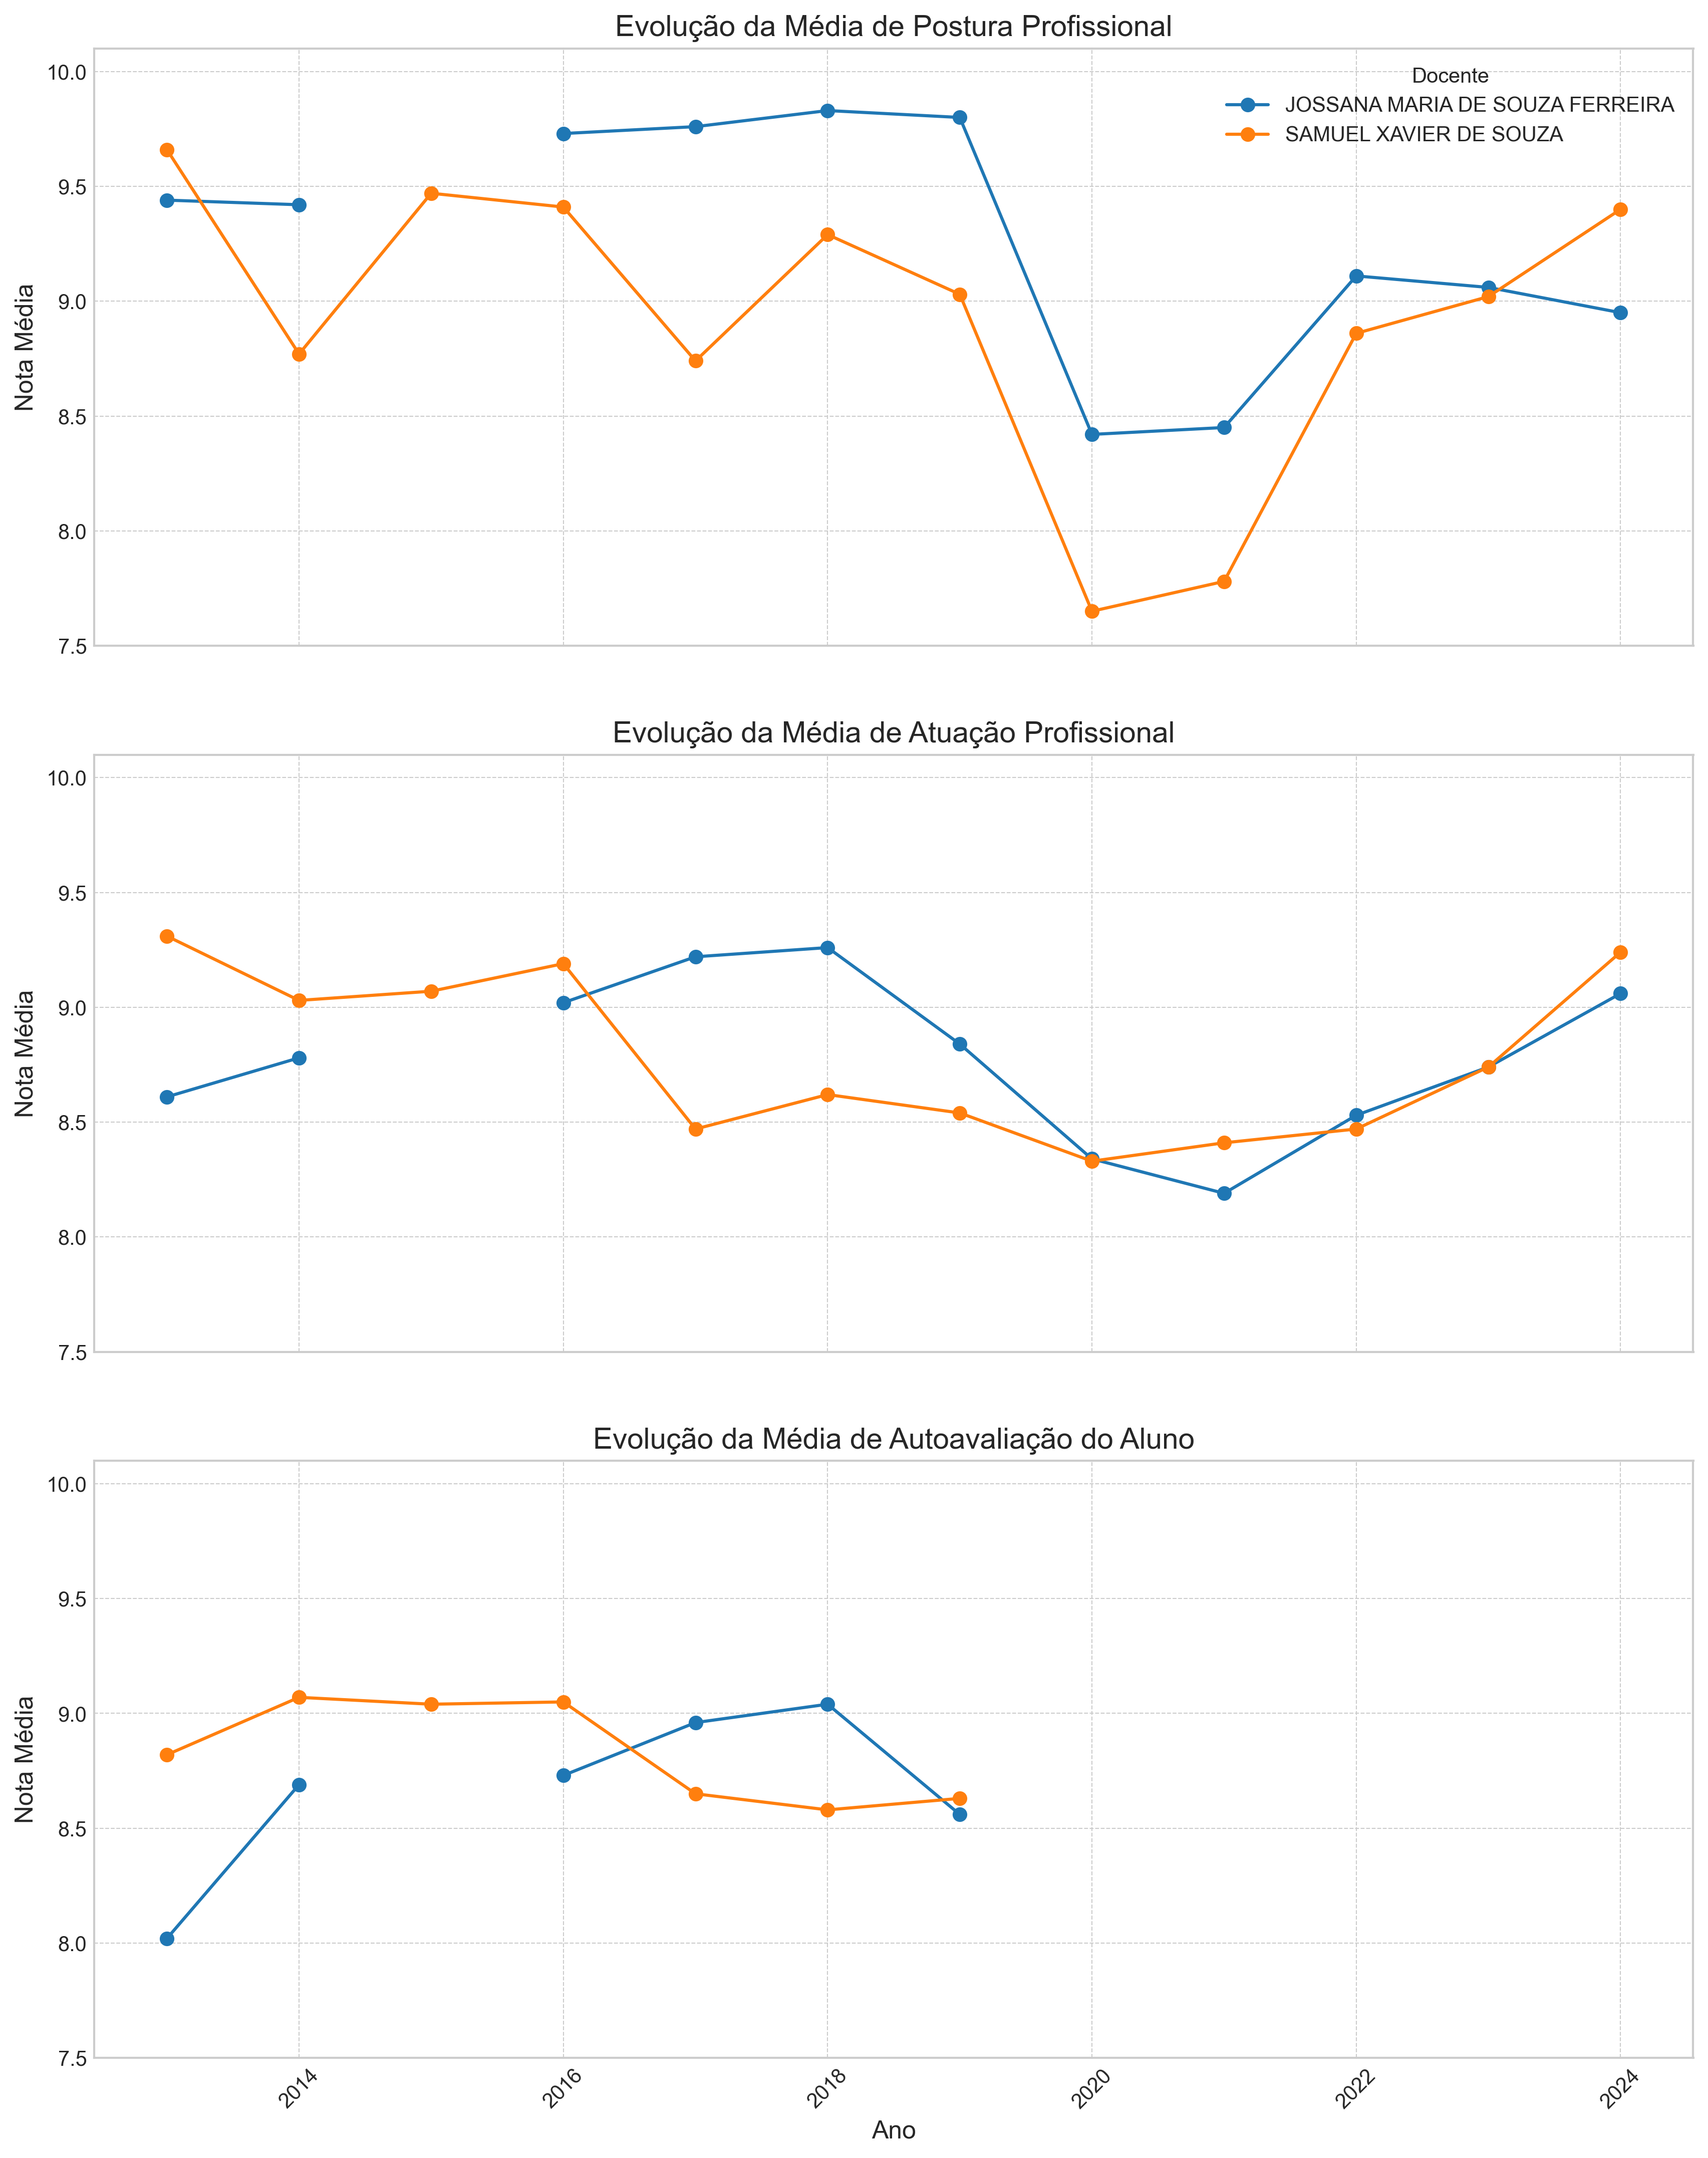 Evolução da Média de Postura Profissional
Nota Média
10.0
9.5
9.0
8.5
8.0
7.5
Docente
JOSSANA MARIA DE SOUZA FERREIRA
SAMUEL XAVIER DE SOUZA
Evolução da Média de Atuação Profissional
Nota Média
10.0
9.5
9.0
8.5
8.0
7.5
Evolução da Média de Autoavaliação do Aluno
Nota Média
10.0
9.5
9.0
8.5
8.0
7.5
2014
2016
2018
2020
2022
2024
Ano